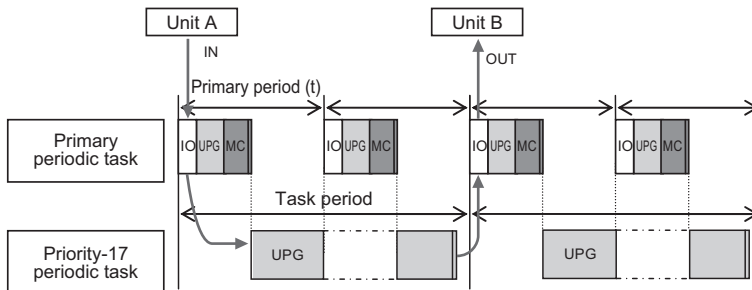 Unit A
Unit B
IN
OUT
Primary period (t)
Primary
periodic task
IO UPG MC
IO UPG MC
IO UPG MC
IO UPG MC
Task period
Priority-17
periodic task
UPG
UPG